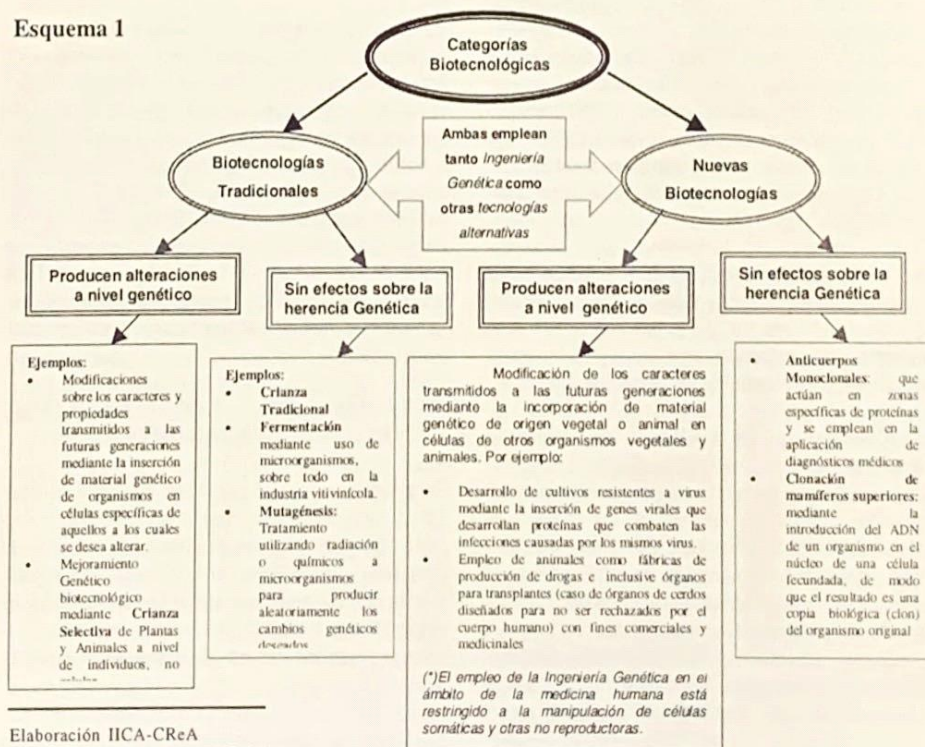 Esquema 1
Categorías
Biotecnológicas
Biotecnologías
Tradicionales
Ambas emplean
tanto Ingeniería
Genética como
otras tecnologías
alternativas
Nuevas
Biotecnologías
Producen alteraciones
a nivel genético
Sin efectos sobre la
herencia Genética
Producen alteraciones
a nivel genético
Sin efectos sobre la
herencia Genética
Ejemplos:
• Modificaciones
sobre los caracteres y
propiedades
transmitidos a las
futuras generaciones
mediante la inserción
de material genético
de organismos en
células específicas de
aquellos a los cuales
se desea alterar.
• Mejoramiento
Genético
biotecnológico
mediante Crianza
Selectiva de Plantas
y Animales a nivel
de individuos, no
Ejemplos:
• Crianza
Tradicional
• Fermentación
mediante uso de
microorganismos,
sobre todo en la
industria vitivinícola.
• Mutagénesis:
Tratamiento
utilizando radiación
o químicos a
microorganismos
para producir
aleatoriamente los
cambios genéticos
deseados
Modificación de los caracteres
transmitidos a las futuras generaciones
mediante la incorporación de material
genético de origen vegetal o animal en
células de otros organismos vegetales y
animales. Por ejemplo:
• Desarrollo de cultivos resistentes a virus
mediante la inserción de genes virales que
desarrollan proteínas que combaten las
infecciones causadas por los mismos virus.
• Empleo de animales como fábricas de
producción de drogas e inclusive órganos
para transplantes (caso de órganos de cerdos
diseñados para no ser rechazados por el
cuerpo humano) con fines comerciales y
medicinales
(*)El empleo de la Ingeniería Genética en el
ámbito de la medicina humana está
restringido a la manipulación de células
somáticas y otras no reproductoras.
• Anticuerpos
Monoclonales: que
actúan en zonas
específicas de proteínas
y se emplean en la
aplicación de
diagnósticos médicos
• Clonación de
mamíferos superiores:
mediante la
introducción del ADN
de un organismo en el
núcleo de una célula
fecundada, de modo
que el resultado es una
copia biológica (clon)
del organismo original
Elaboración IICA-CReA